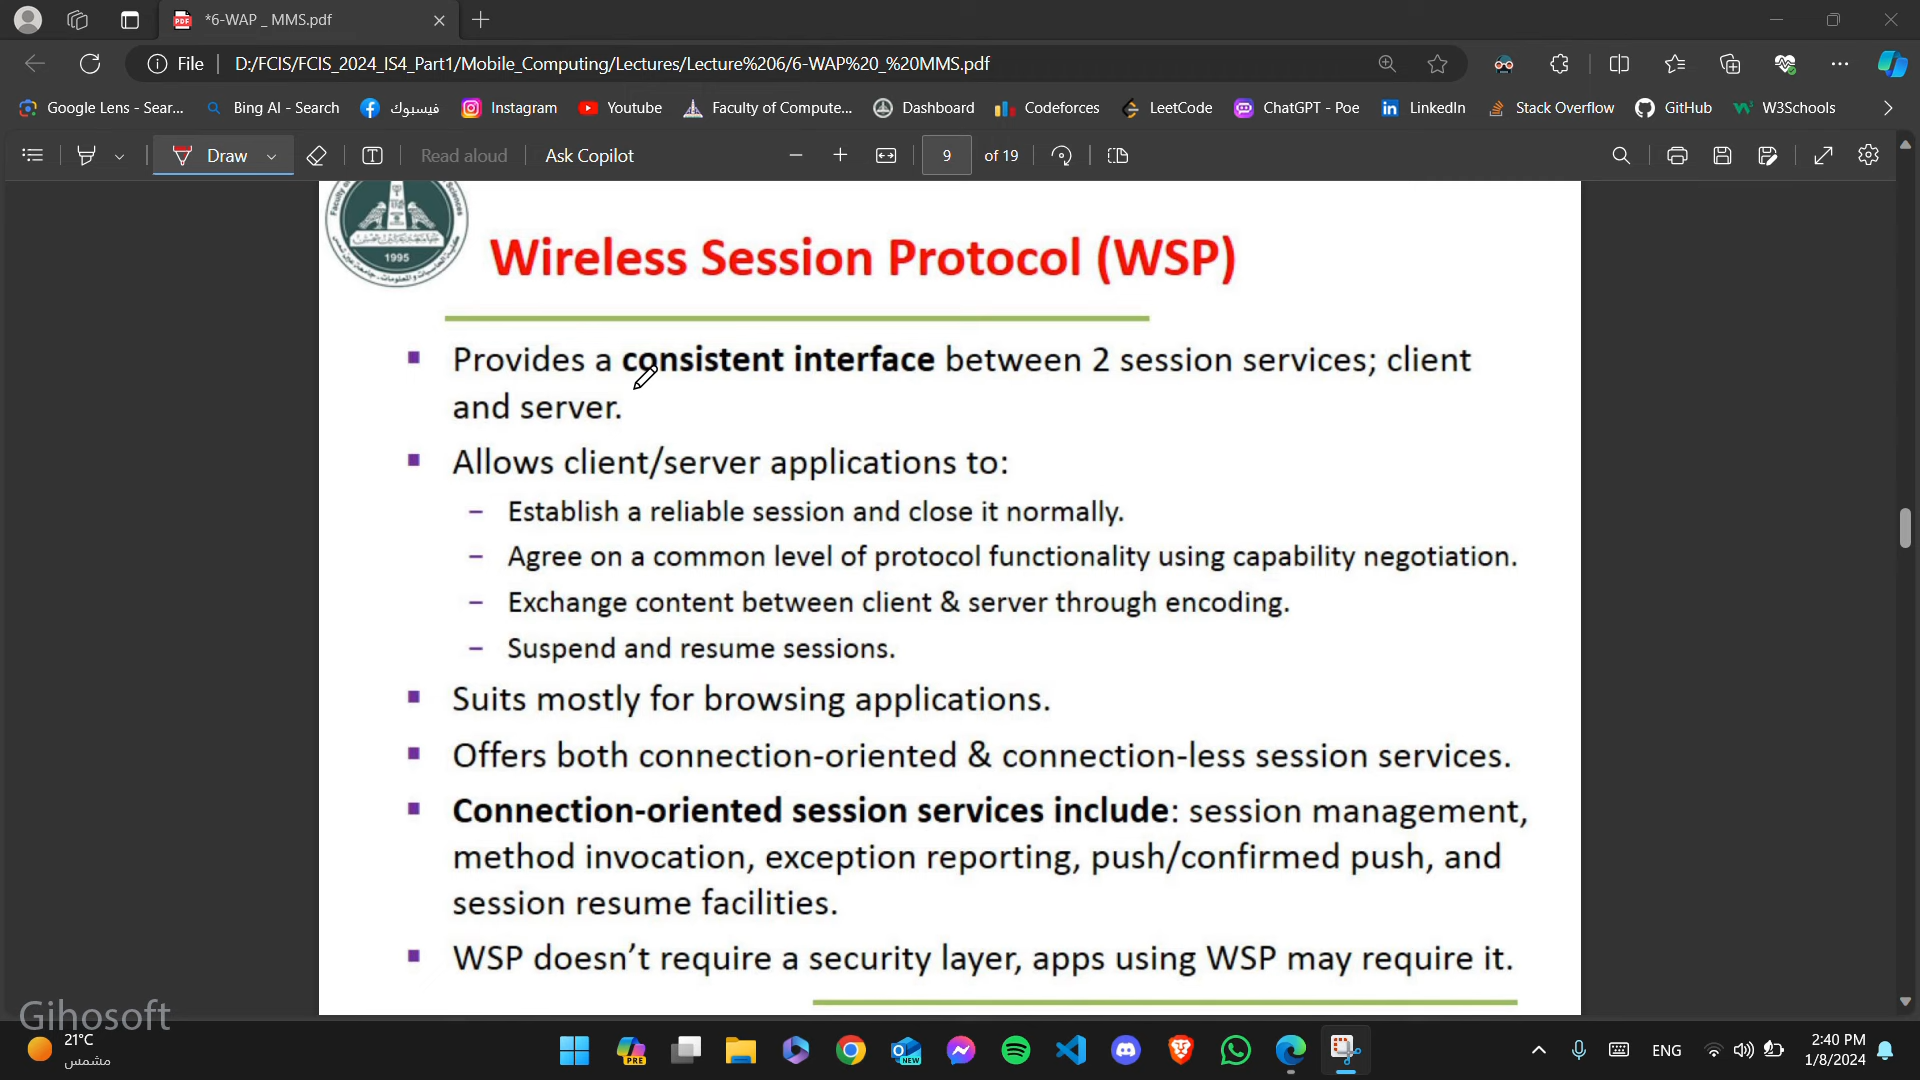 *6-WAP _ MMS.pdf
File
D:/FCIS/FCIS_2024_IS4_Part1/Mobile_Computing/Lectures/Lecture%206/6-WAP%20_%20MMS.pdf
Google Lens - Sear... Bing AI - Search فيسبوك Instagram Youtube Faculty of Compute... Dashboard Codeforces LeetCode ChatGPT - Poe LinkedIn Stack Overflow GitHub W3Schools
Draw Read aloud Ask Copilot 9 of 19
1995
Wireless Session Protocol (WSP)
Provides a consistent interface between 2 session services; client
and server.
Allows client/server applications to:
– Establish a reliable session and close it normally.
– Agree on a common level of protocol functionality using capability negotiation.
– Exchange content between client & server through encoding.
– Suspend and resume sessions.
Suits mostly for browsing applications.
Offers both connection-oriented & connection-less session services.
Connection-oriented session services include: session management,
method invocation, exception reporting, push/confirmed push, and
session resume facilities.
WSP doesn't require a security layer, apps using WSP may require it.
Gihosoft
21°C
مشمس
PRE
NEW
ENG
2:40 PM
1/8/2024